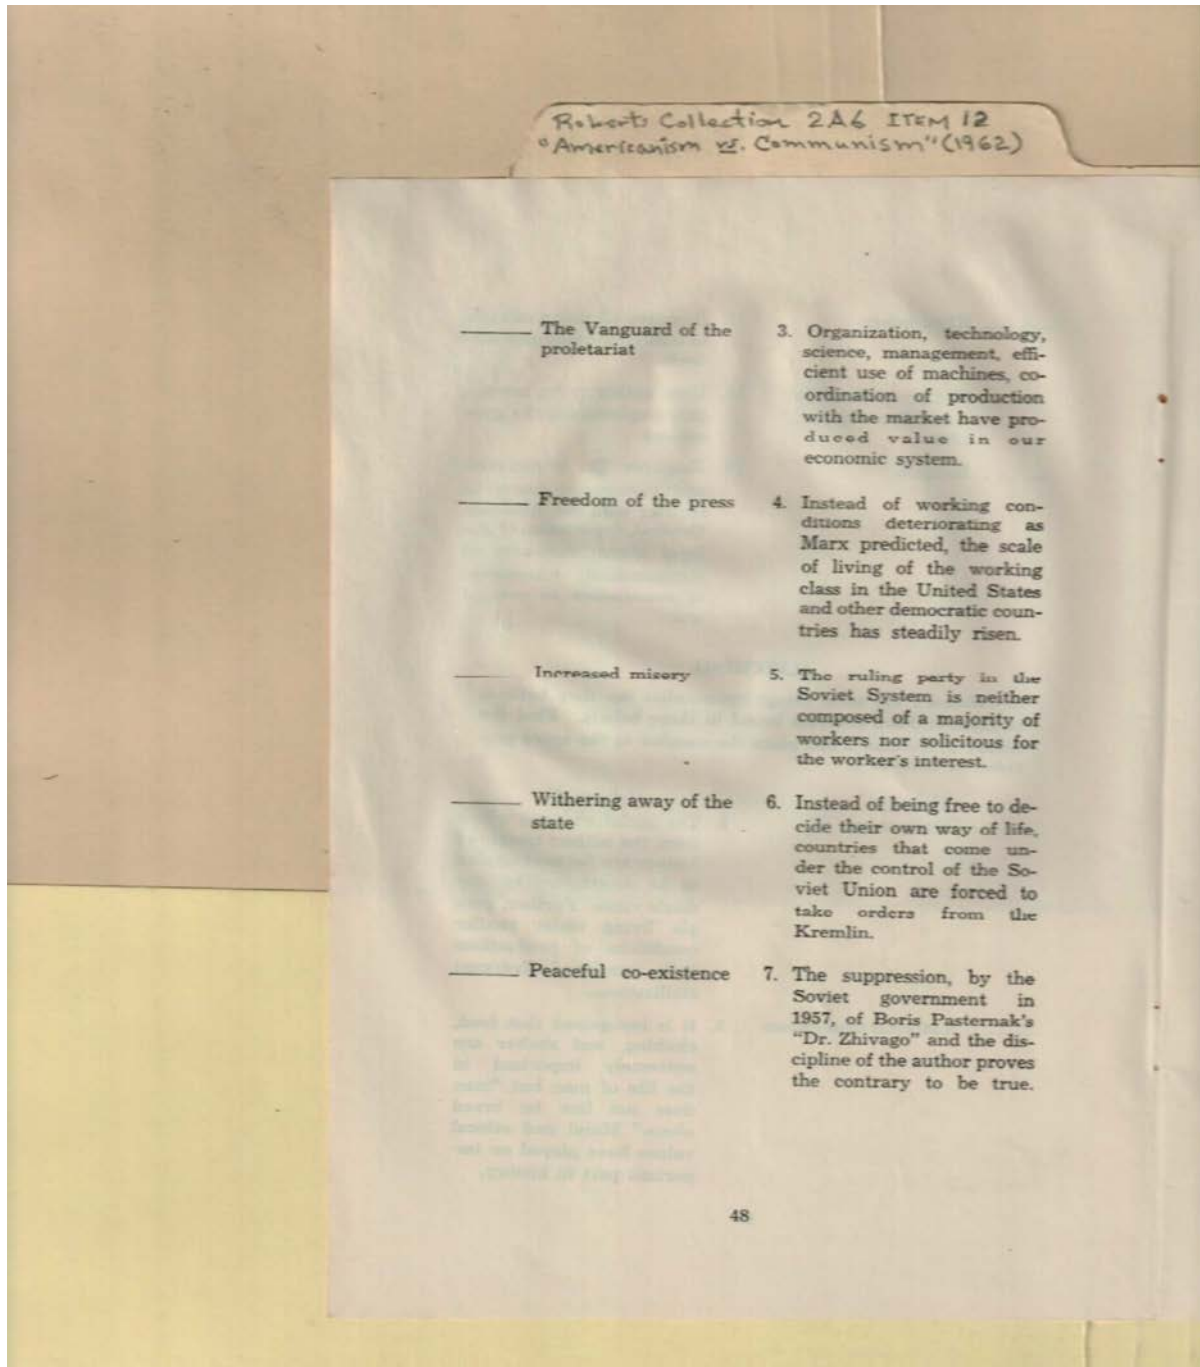 Roberts Collection 2A6 ITEM 12
"Americanism vs. Communism" (1962)
______ The Vanguard of the
proletariat
3. Organization, technology,
science, management, effi-
cient use of machines, co-
ordination of production
with the market have pro-
duced value in our
economic system.
______ Freedom of the press
4. Instead of working con-
ditions deteriorating as
Marx predicted, the scale
of living of the working
class in the United States
and other democratic coun-
tries has steadily risen.
______ Increased misery
5. The ruling party in the
Soviet System is neither
composed of a majority of
workers nor solicitous for
the worker's interest.
______ Withering away of the
state
6. Instead of being free to de-
cide their own way of life,
countries that come un-
der the control of the So-
viet Union are forced to
take orders from the
Kremlin.
______ Peaceful co-existence
7. The suppression, by the
Soviet government in
1957, of Boris Pasternak's
"Dr. Zhivago" and the dis-
cipline of the author proves
the contrary to be true.
48